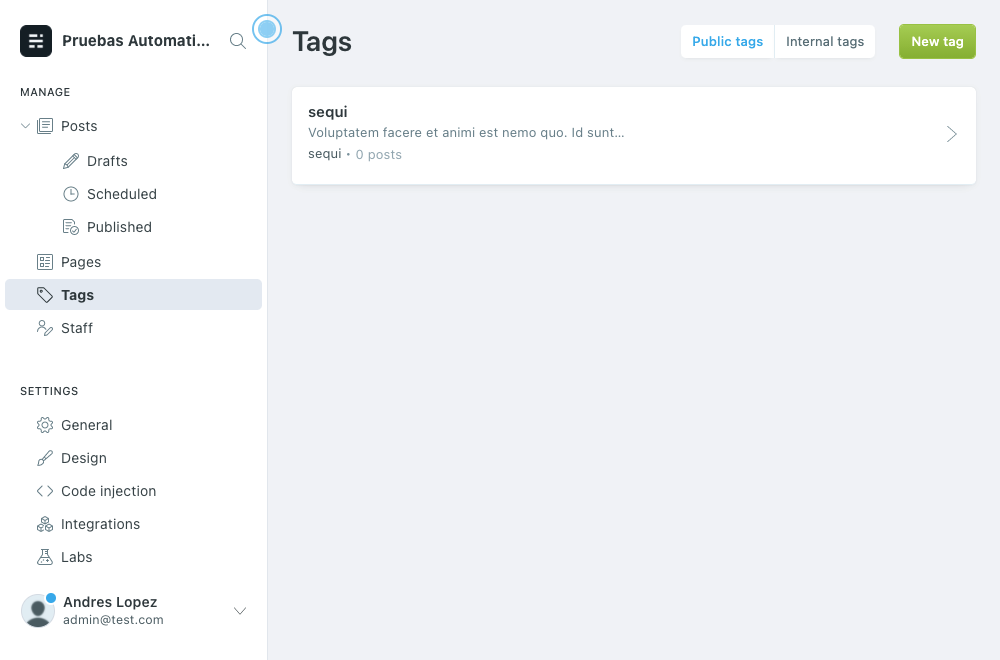 Pruebas Automati...
MANAGE
Posts
Drafts
Scheduled
Published
Pages
Tags
Staff
SETTINGS
General
Design
Code injection
Integrations
Labs
Andres Lopez
admin@test.com
Tags
Public tags
Internal tags
New tag
sequi
Voluptatem facere et animi est nemo quo. Id sunt...
sequi • 0 posts